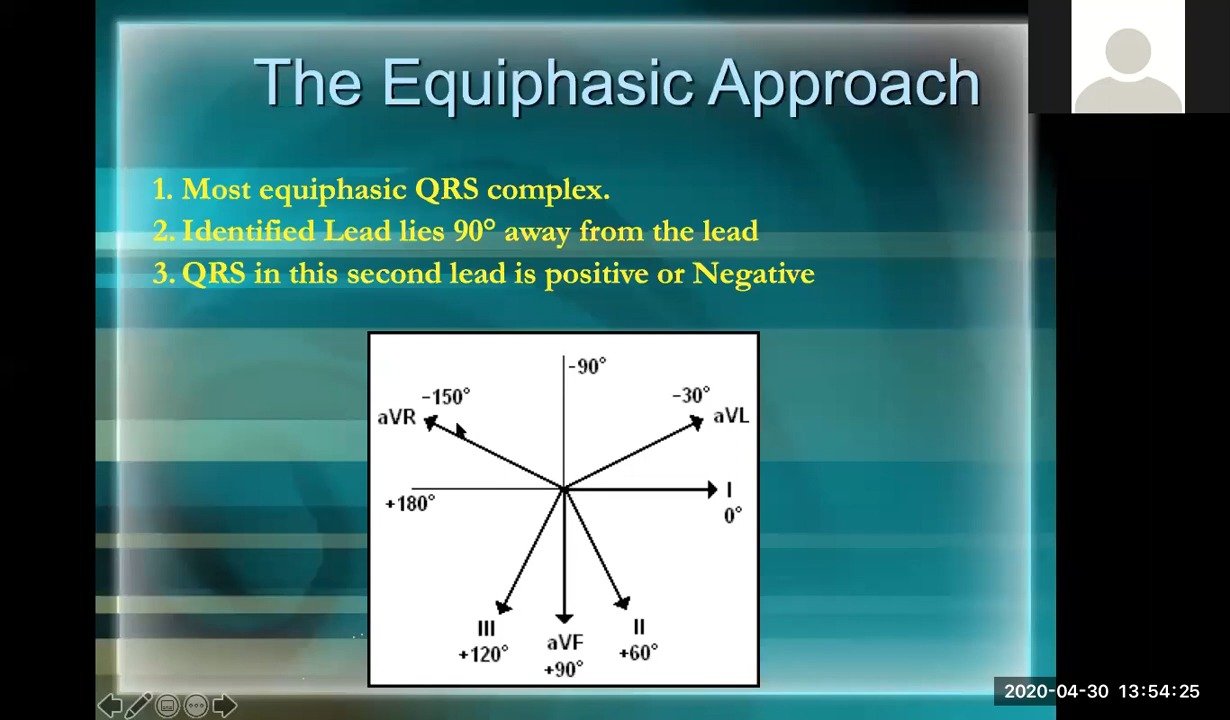 The Equiphasic Approach
1. Most equiphasic QRS complex.
2. Identified Lead lies 90° away from the lead
3. QRS in this second lead is positive or Negative
-90°
-150°
-30°
aVR
aVL
I
+180°
0°
III
aVF
II
+120°
+90°
+60°
2020-04-30 13:54:25